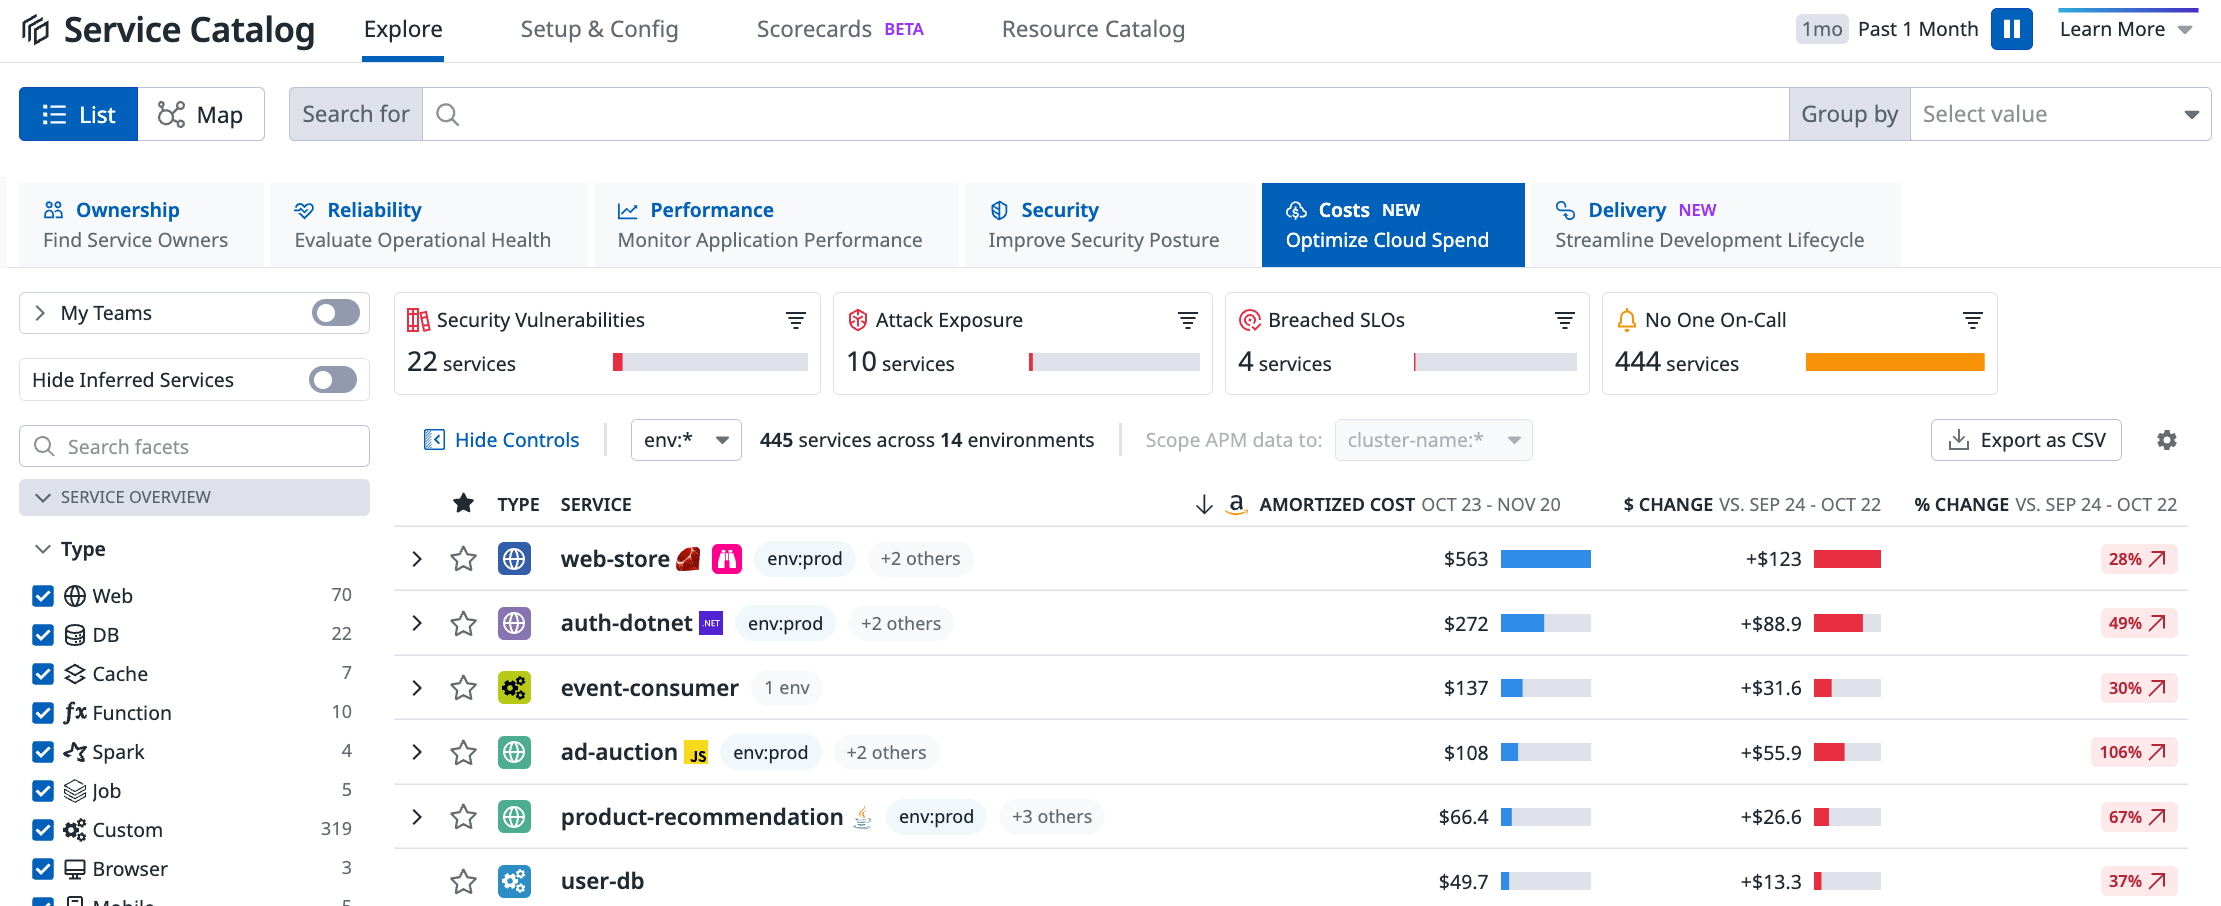 Service Catalog Explore Setup & Config Scorecards BETA Resource Catalog 1mo Past 1 Month Learn More
List Map Search for Group by Select value
Ownership Reliability Performance Security Costs NEW Delivery NEW
Find Service Owners Evaluate Operational Health Monitor Application Performance Improve Security Posture Optimize Cloud Spend Streamline Development Lifecycle
My Teams
Hide Inferred Services
Search facets
SERVICE OVERVIEW
Type
Web 70
DB 22
Cache 7
Function 10
Spark 4
Job 5
Custom 319
Browser 3
Mobile 5
Security Vulnerabilities
22 services
Attack Exposure
10 services
Breached SLOs
4 services
No One On-Call
444 services
Hide Controls env:* 445 services across 14 environments Scope APM data to: cluster-name:* Export as CSV
TYPE SERVICE a AMORTIZED COST OCT 23 - NOV 20 $ CHANGE VS. SEP 24 - OCT 22 % CHANGE VS. SEP 24 - OCT 22
web-store env:prod +2 others $563 +$123 28%
auth-dotnet .NET env:prod +2 others $272 +$88.9 49%
event-consumer 1 env $137 +$31.6 30%
ad-auction JS env:prod +2 others $108 +$55.9 106%
product-recommendation env:prod +3 others $66.4 +$26.6 67%
user-db $49.7 +$13.3 37%